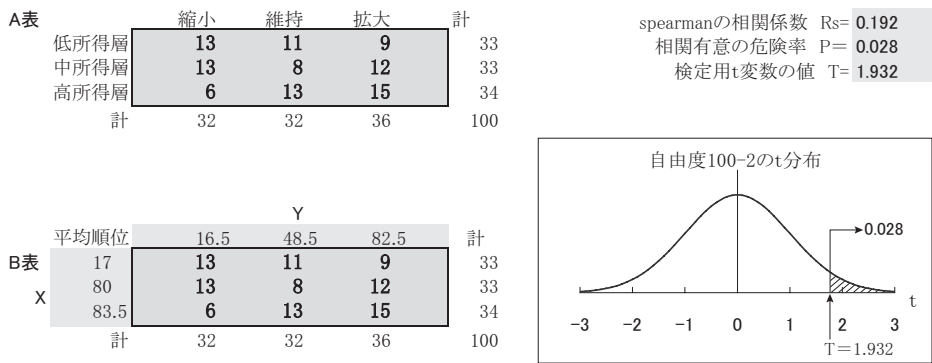 A表 縮小 維持 拡大 計
低所得層 13 11 9 33
中所得層 13 8 12 33
高所得層 6 13 15 34
計 32 32 36 100
spearmanの相関係数 Rs= 0.192
相関有意の危険率 P= 0.028
検定用t変数の値 T= 1.932
Y
平均順位 16.5 48.5 82.5 計
B表 17 13 11 9 33
X 80 13 8 12 33
83.5 6 13 15 34
計 32 32 36 100
自由度100-2のt分布
0.028
t
-3 -2 -1 0 1 2 3
T=1.932